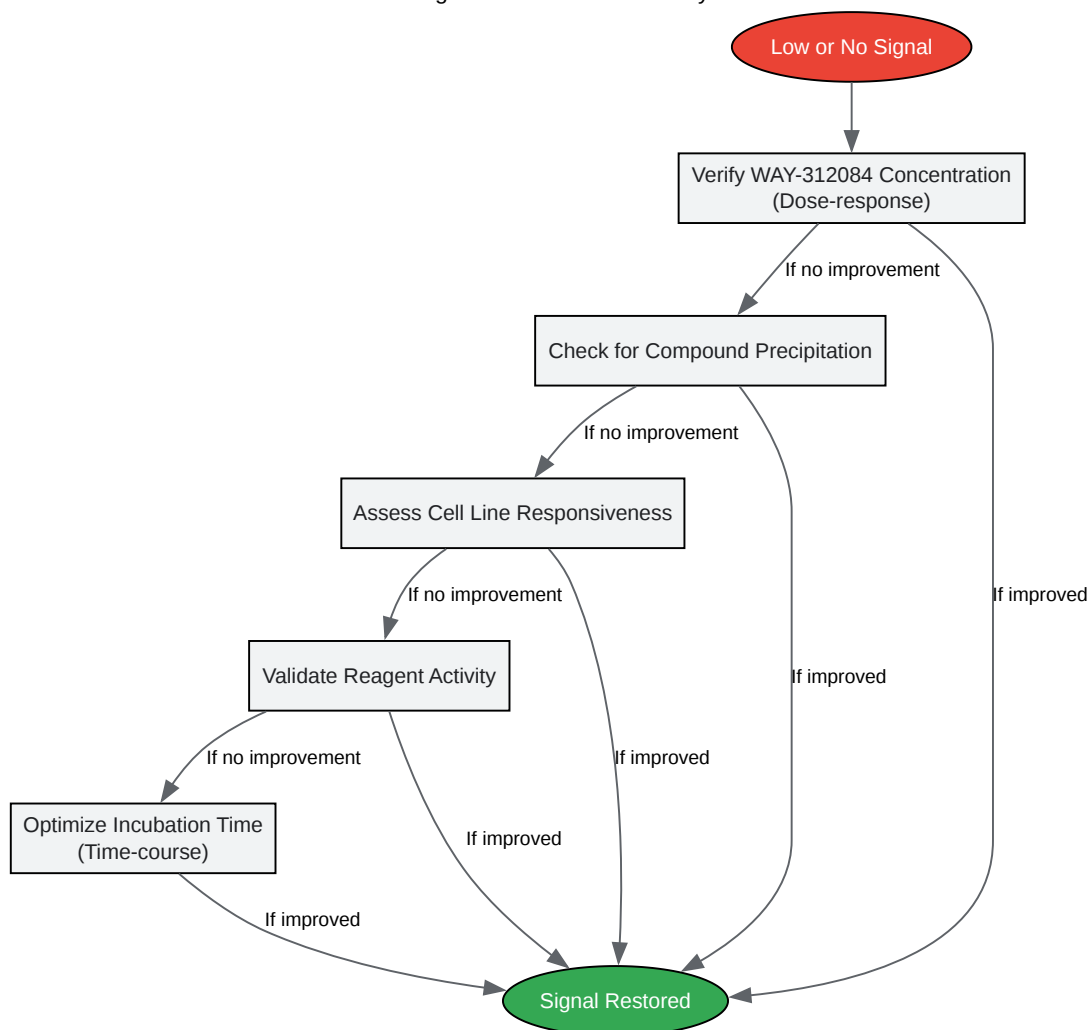 Low or No Signal
Verify WAY-312084 Concentration
(Dose-response)
If no improvement
Check for Compound Precipitation
If no improvement
Assess Cell Line Responsiveness
If no improvement
If improved
Validate Reagent Activity
If improved
If no improvement
If improved
Optimize Incubation Time
(Time-course)
If improved
If improved
Signal Restored